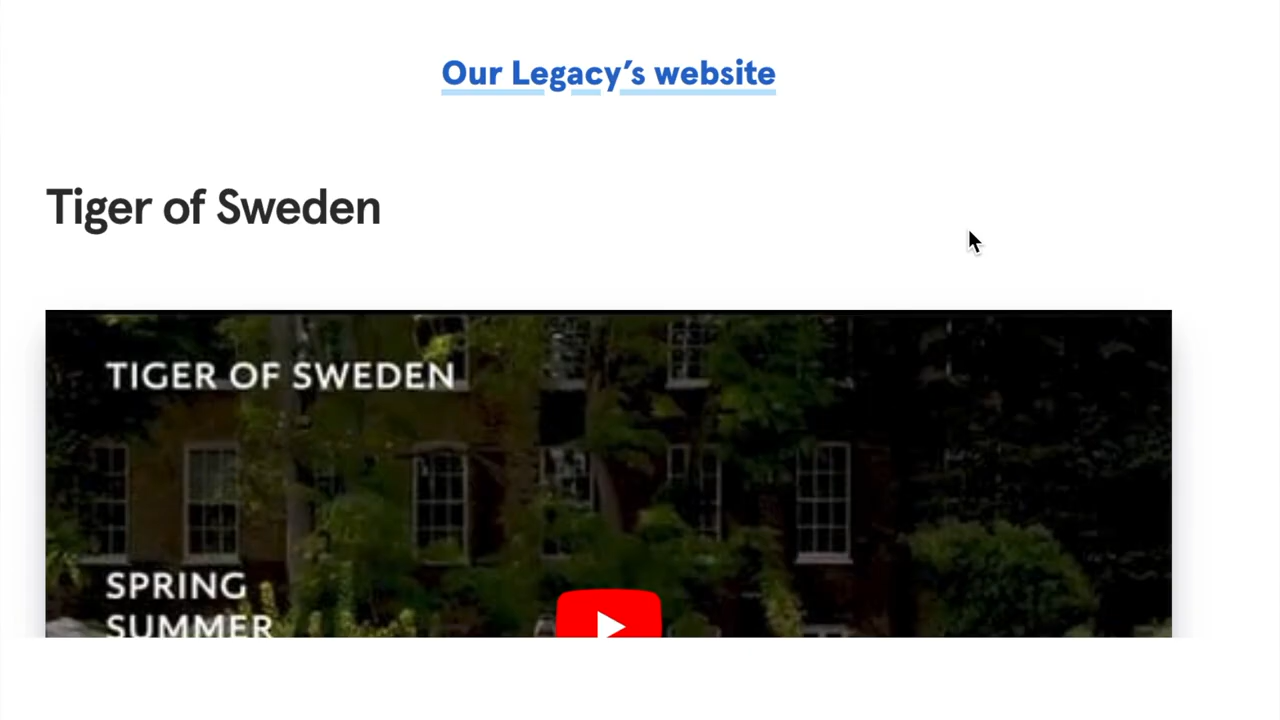 Our Legacy’s website
Tiger of Sweden
TIGER OF SWEDEN
SPRING
SUMMER